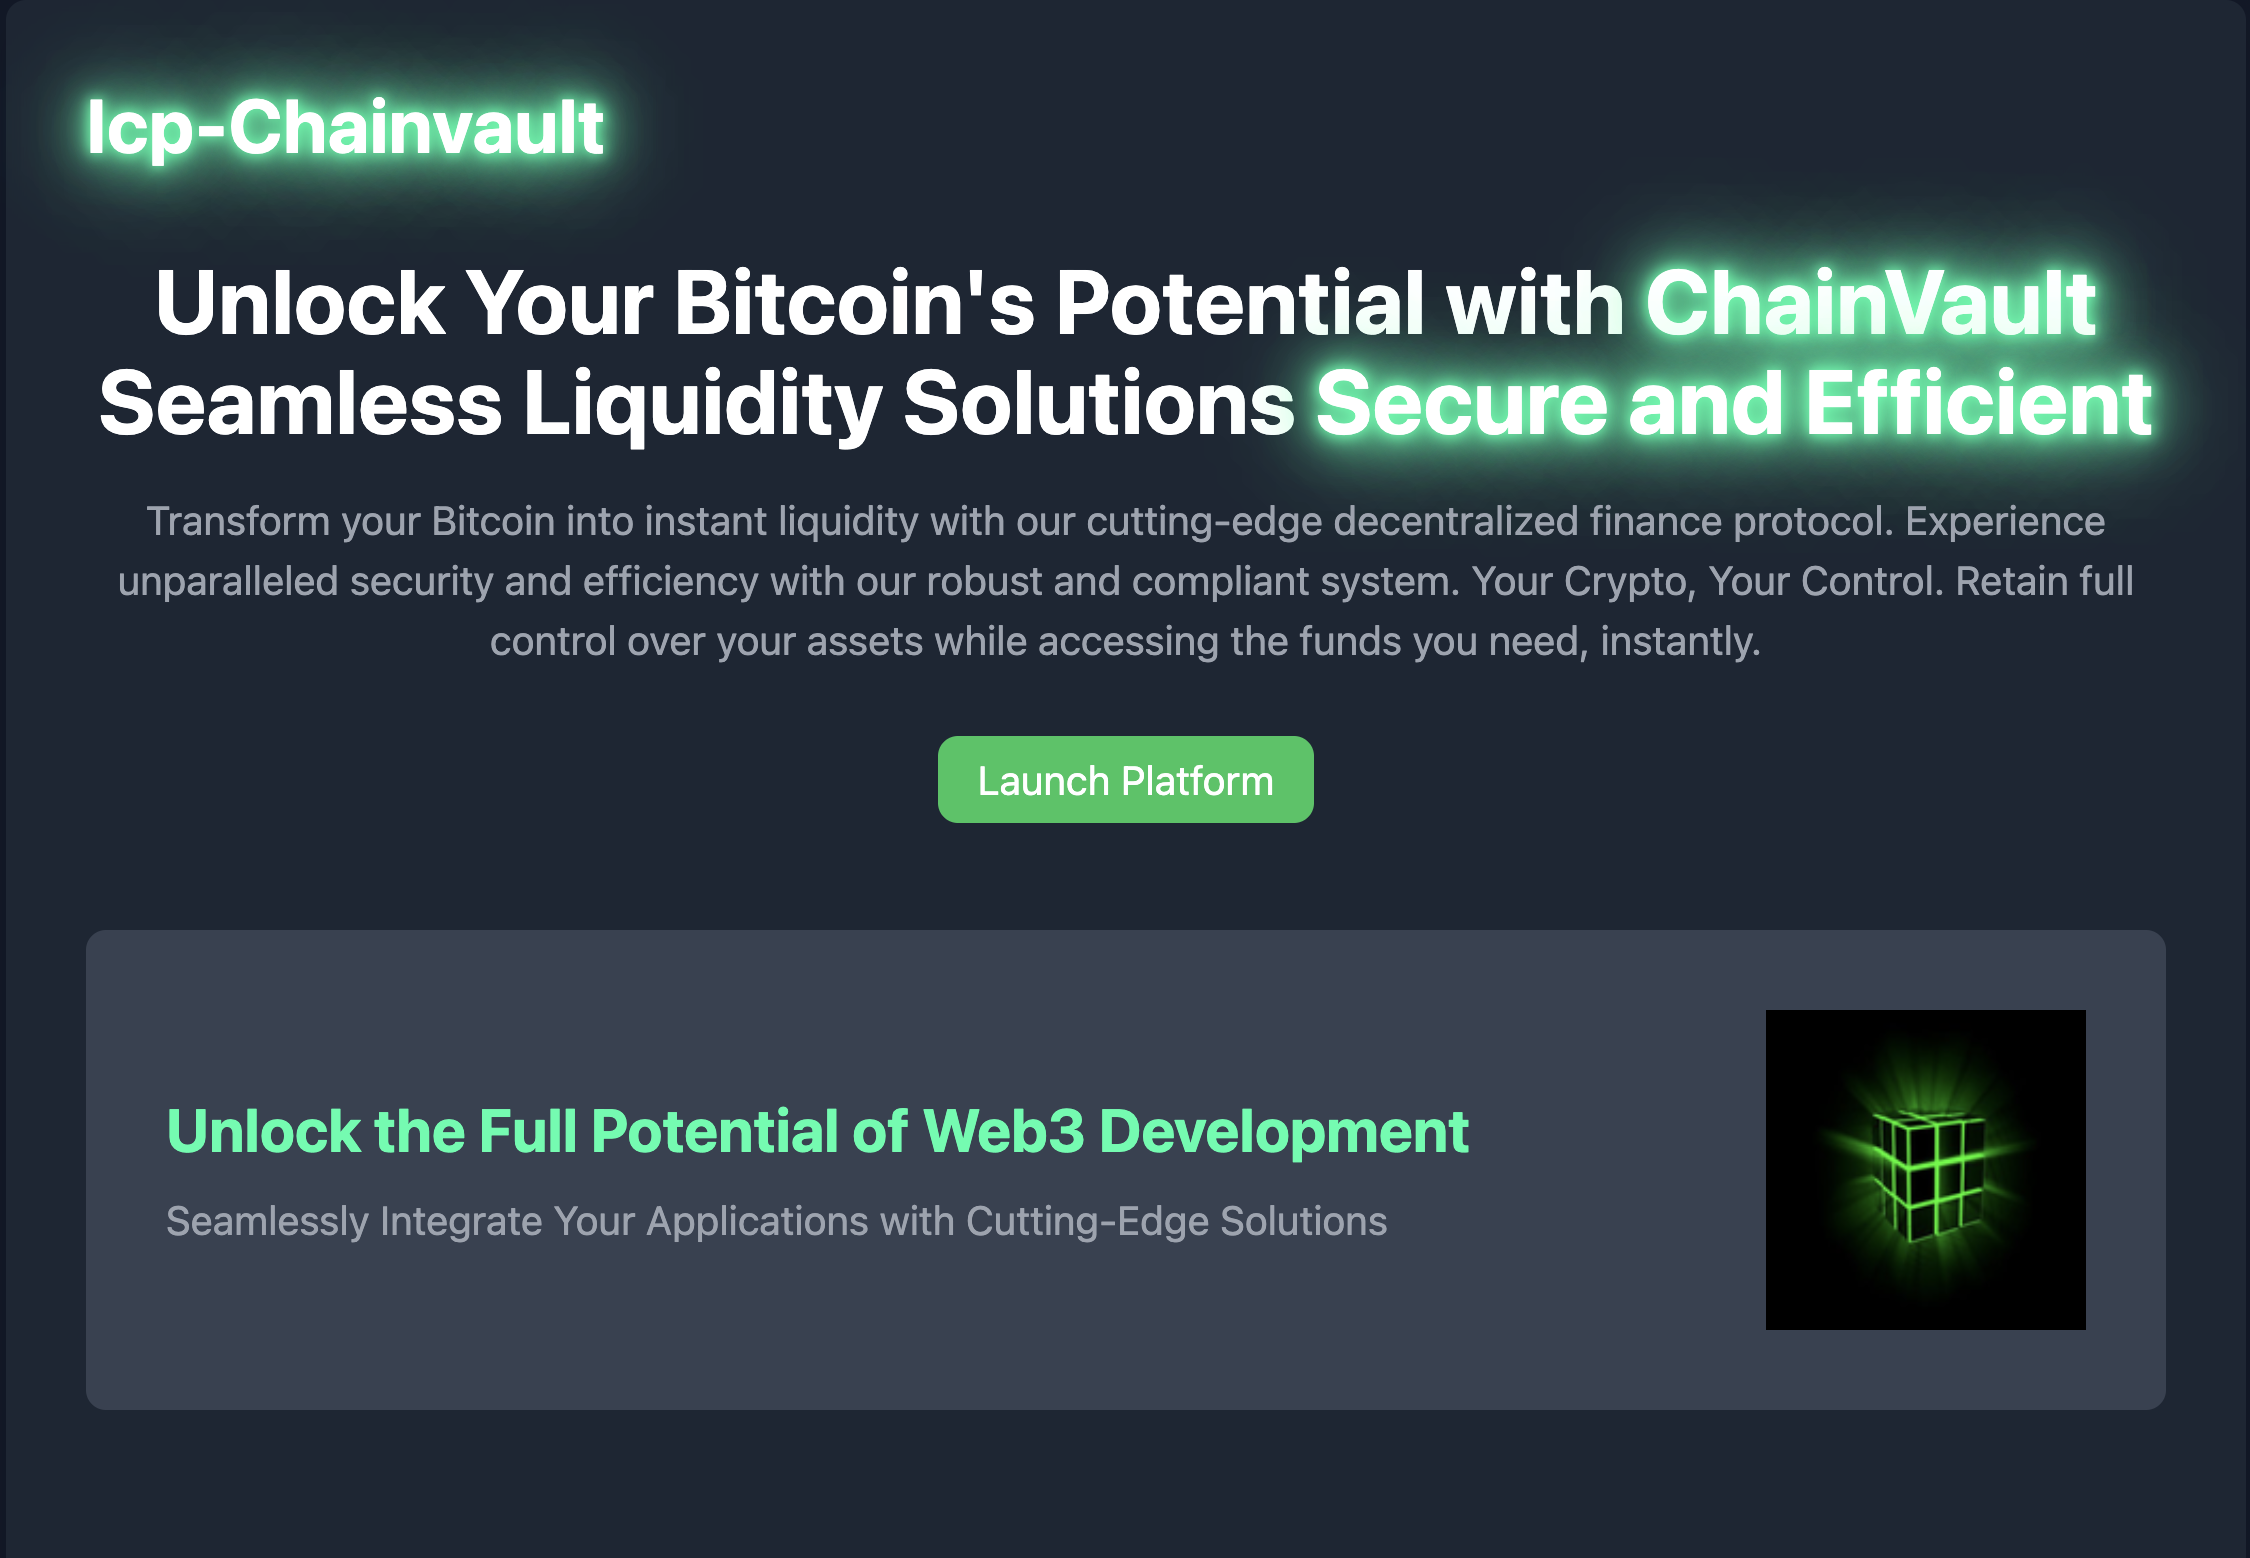 Icp-Chainvault
Unlock Your Bitcoin's Potential with ChainVault
Seamless Liquidity Solutions Secure and Efficient
Transform your Bitcoin into instant liquidity with our cutting-edge decentralized finance protocol. Experience
unparalleled security and efficiency with our robust and compliant system. Your Crypto, Your Control. Retain full
control over your assets while accessing the funds you need, instantly.
Launch Platform
Unlock the Full Potential of Web3 Development
Seamlessly Integrate Your Applications with Cutting-Edge Solutions